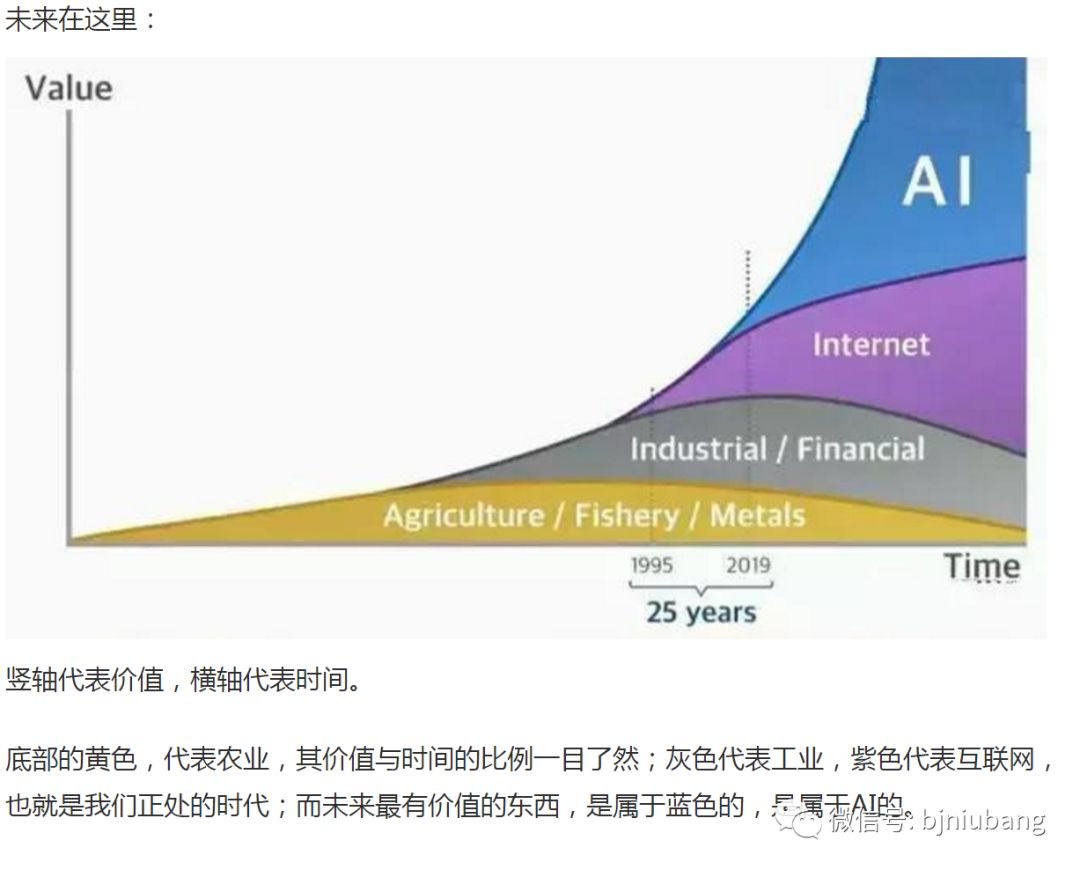 未来在这里：
Value
AI
Internet
Industrial / Financial
Agriculture / Fishery / Metals
1995 2019
Time
25 years
竖轴代表价值，横轴代表时间。
底部的黄色，代表农业，其价值与时间的比例一目了然；灰色代表工业，紫色代表互联网，
也就是我们正处的时代；而未来最有价值的东西，是属于蓝色的，是属于AI的。
微信号: bjniubang